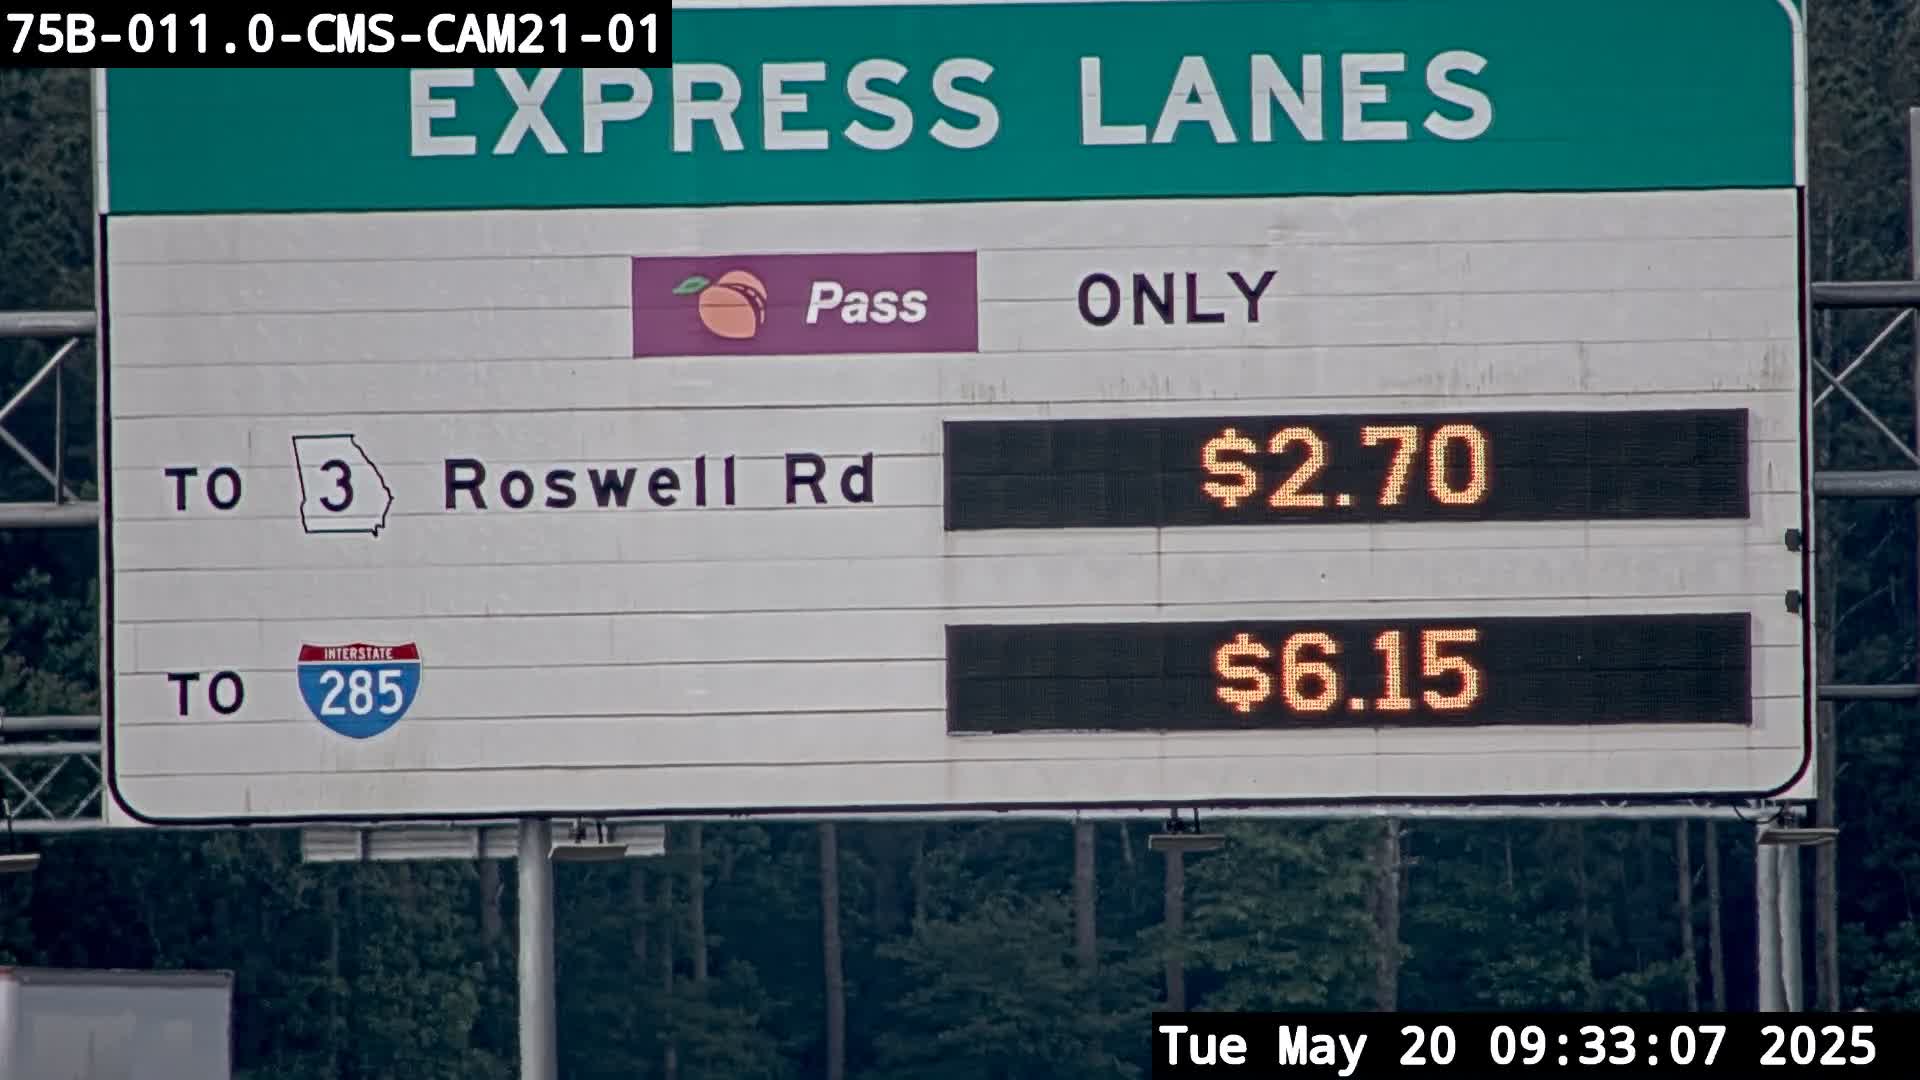 75B-011.0-CMS-CAM21-01
EXPRESS LANES
Pass ONLY
TO 3 Roswell Rd $2.70
INTERSTATE
TO 285 $6.15
Tue May 20 09:33:07 2025